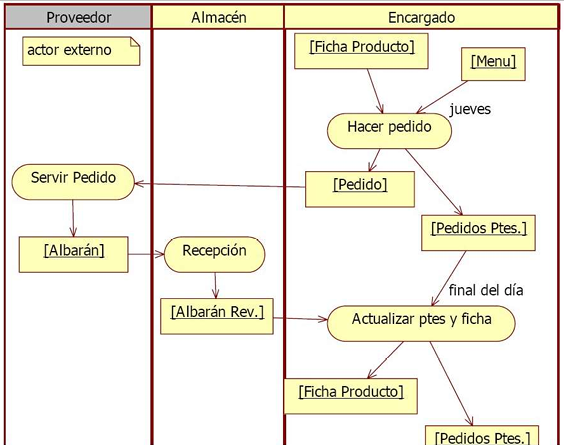 Proveedor
Almacén
Encargado
actor externo
[Ficha Producto]
[Menu]
jueves
Hacer pedido
Servir Pedido
[Pedido]
[Pedidos Ptes.]
[Albarán]
Recepción
final del día
[Albarán Rev.]
Actualizar ptes y ficha
[Ficha Producto]
[Pedidos Ptes.]